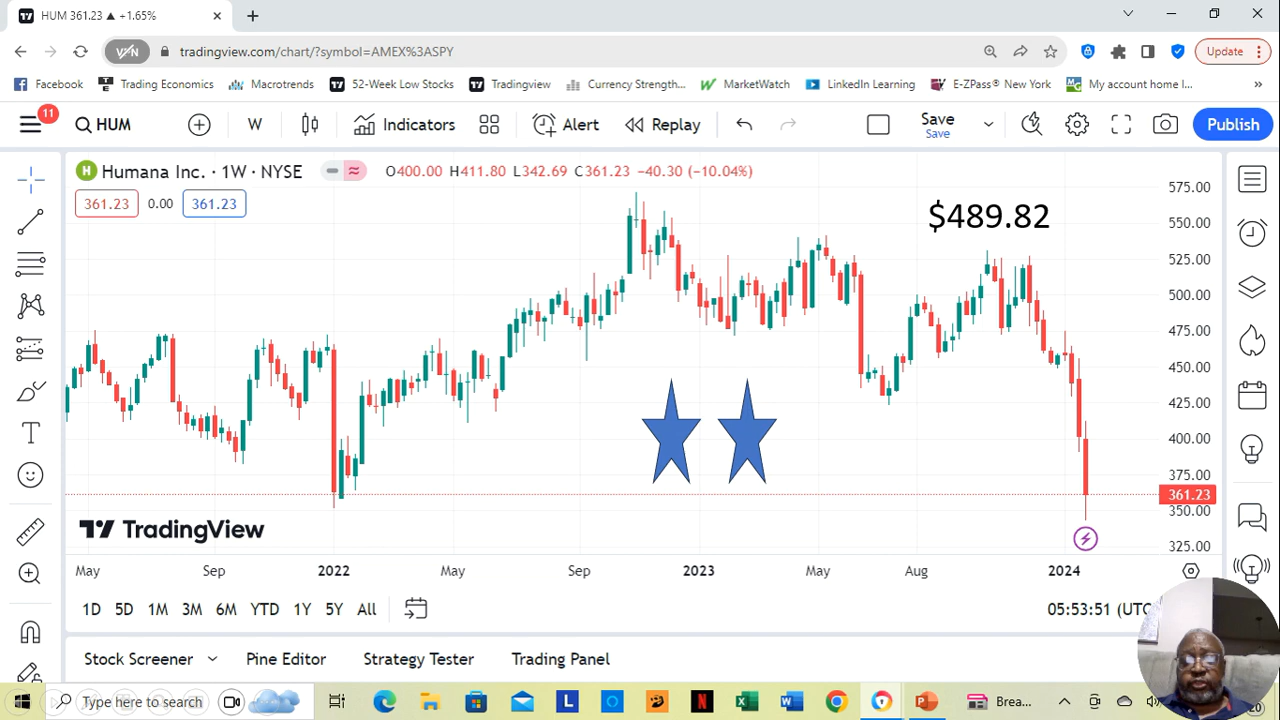 HUM 361.23 ▲ +1.65%
VPN
tradingview.com/chart/?symbol=AMEX%3ASPY
Update
Facebook
Trading Economics
Macrotrends
52-Week Low Stocks
Tradingview
Currency Strength...
MarketWatch
LinkedIn Learning
E-ZPass® New York
My account home l...
»
11
HUM
W
Indicators
Alert
Replay
Save
Save
Publish
H Humana Inc. · 1W · NYSE
O400.00 H411.80 L342.69 C361.23 −40.30 (−10.04%)
361.23 0.00 361.23
$489.82
575.00
550.00
525.00
500.00
475.00
450.00
425.00
400.00
375.00
361.23
350.00
325.00
TradingView
May Sep 2022 May Sep 2023 May Aug 2024
1D 5D 1M 3M 6M YTD 1Y 5Y All
05:53:51 (UTC
Stock Screener Pine Editor Strategy Tester Trading Panel
Type here to search
L
Brea...
20